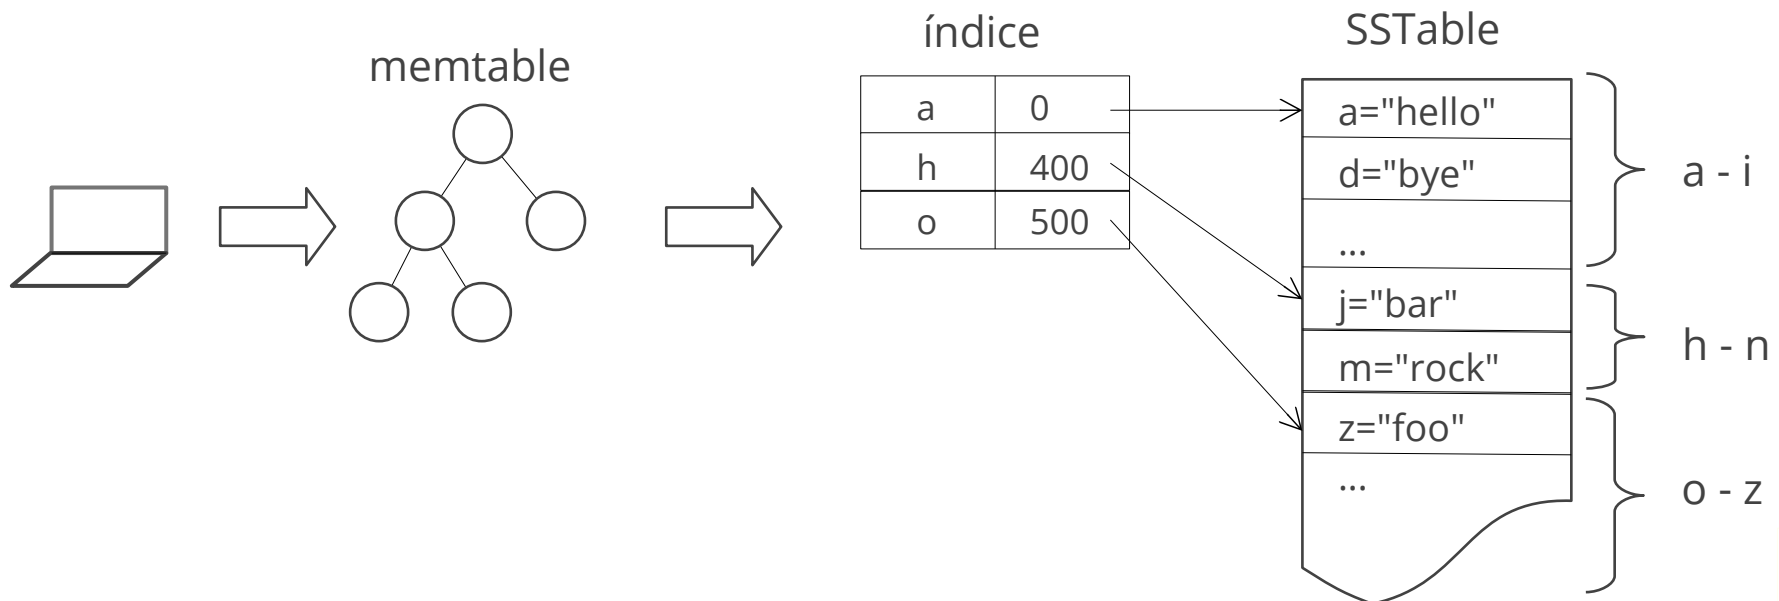 memtable
índice
a 0
h 400
o 500
SSTable
a="hello"
d="bye"
...
j="bar"
m="rock"
z="foo"
...
a - i
h - n
o - z